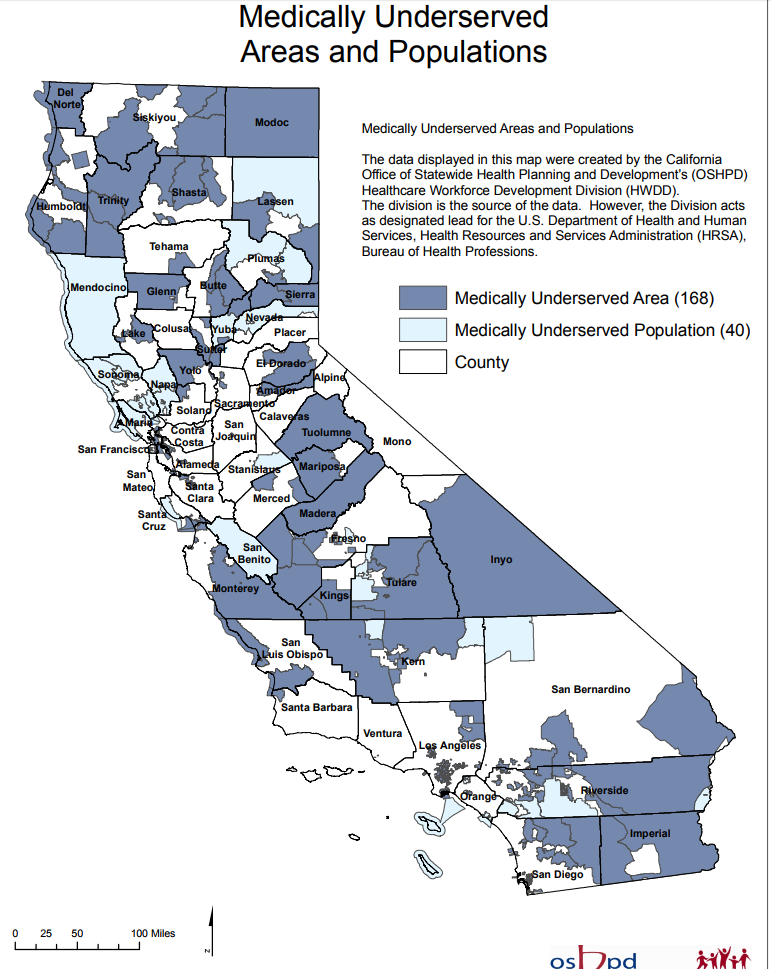 Medically Underserved
Areas and Populations
Medically Underserved Areas and Populations
The data displayed in this map were created by the California
Office of Statewide Health Planning and Development's (OSHPD)
Healthcare Workforce Development Division (HWDD).
The division is the source of the data.  However, the Division acts
as designated lead for the U.S. Department of Health and Human
Services, Health Resources and Services Administration (HRSA),
Bureau of Health Professions.
Medically Underserved Area (168)
Medically Underserved Population (40)
County
Del
Norte
Siskiyou
Modoc
Humboldt
Trinity
Shasta
Lassen
Tehama
Plumas
Mendocino
Glenn
Butte
Sierra
Lake
Colusa
Yuba
Nevada
Placer
Sutter
Sonoma
Napa
Yolo
El Dorado
Alpine
Amador
Sacramento
Solano
Marin
Contra
Costa
San
Joaquin
Calaveras
Tuolumne
Mono
San Francisco
Alameda
Stanislaus
Mariposa
San
Mateo
Santa
Clara
Merced
Madera
Santa
Cruz
Fresno
San
Benito
Inyo
Monterey
Kings
Tulare
San
Luis Obispo
Kern
San Bernardino
Santa Barbara
Ventura
Los Angeles
Orange
Riverside
Imperial
San Diego
0 25 50 100 Miles
z
oshpd